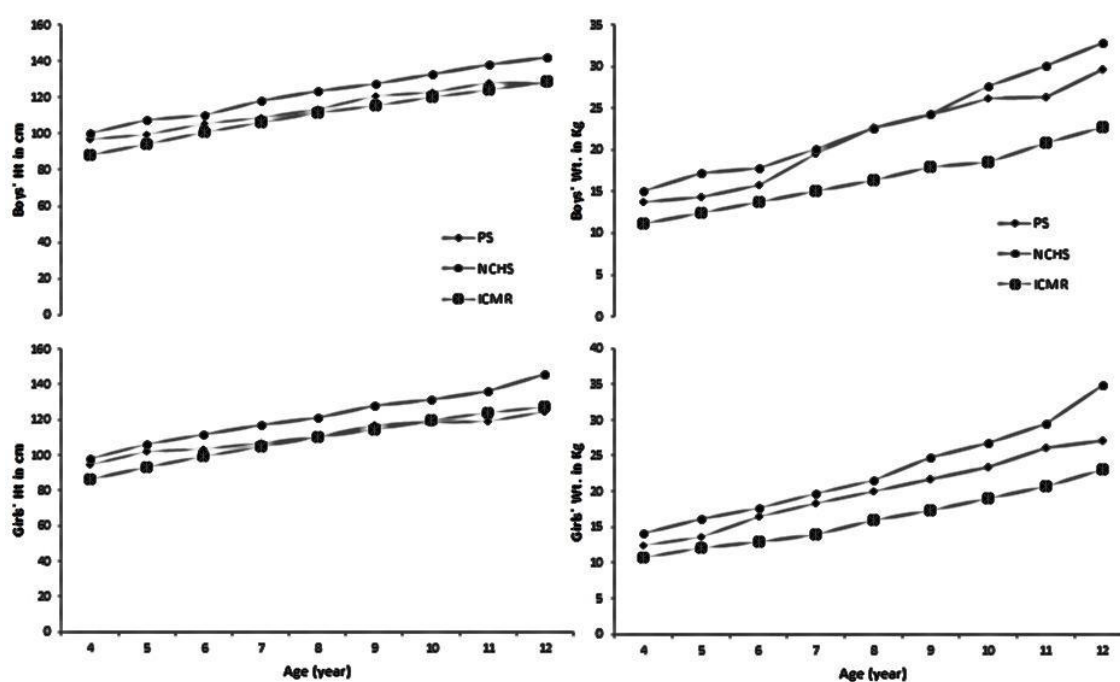 160
140
120
100
80
60
40
20
0
Boys' Ht in cm
PS
NCHS
ICMR
35
30
25
20
15
10
5
0
Boys' Wt. in Kg
PS
NCHS
ICMR
160
140
120
100
80
60
40
20
0
Girls' Ht in cm
4 5 6 7 8 9 10 11 12
Age (year)
40
35
30
25
20
15
10
5
0
Girls' Wt. in Kg
4 5 6 7 8 9 10 11 12
Age (year)